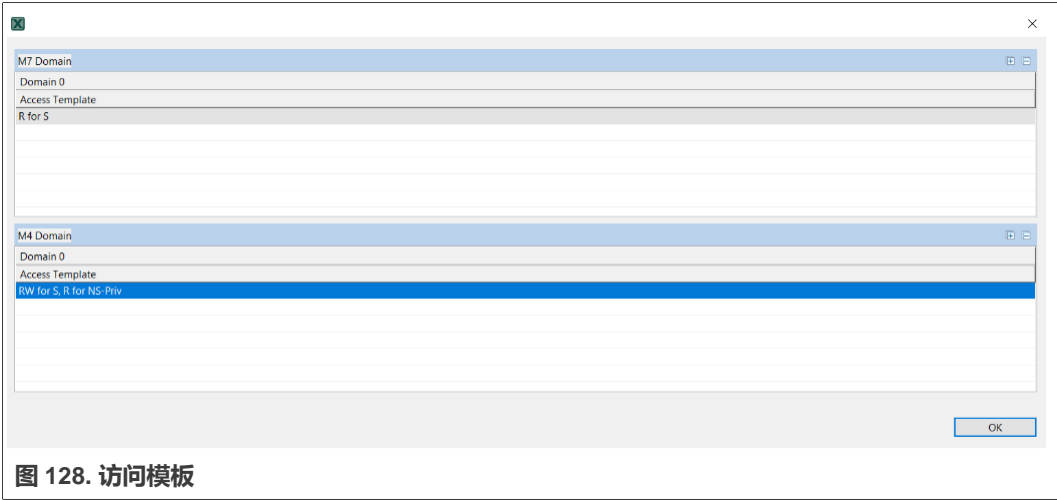 M7 Domain
Domain 0
Access Template
R for S
M4 Domain
Domain 0
Access Template
RW for S, R for NS-Priv
OK
图 128. 访问模板